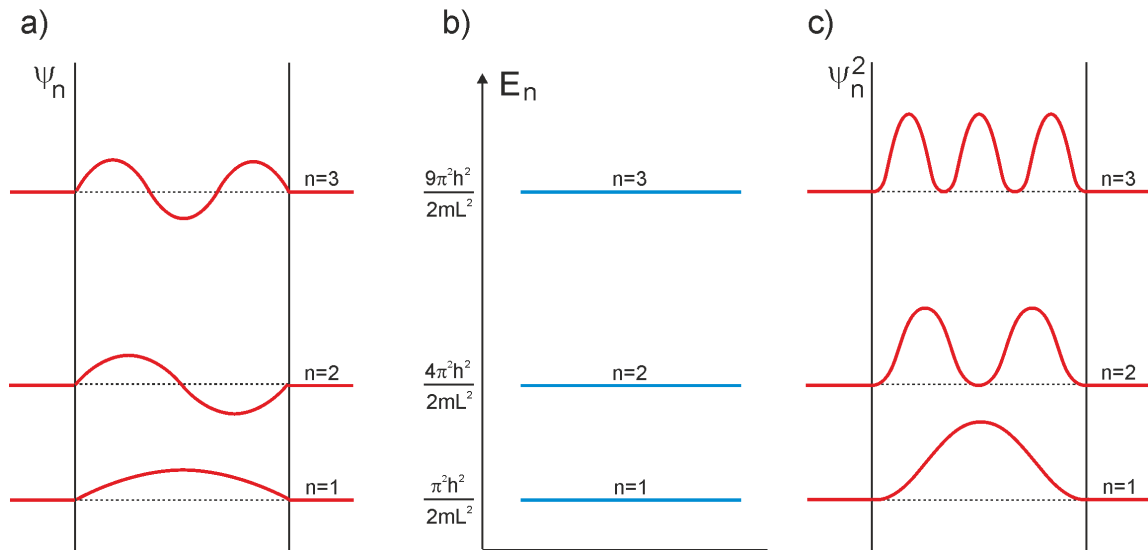 a)
ψₙ
n=3
n=2
n=1
b)
Eₙ
9π²h²
2mL²
n=3
4π²h²
2mL²
n=2
π²h²
2mL²
n=1
c)
ψₙ²
n=3
n=2
n=1